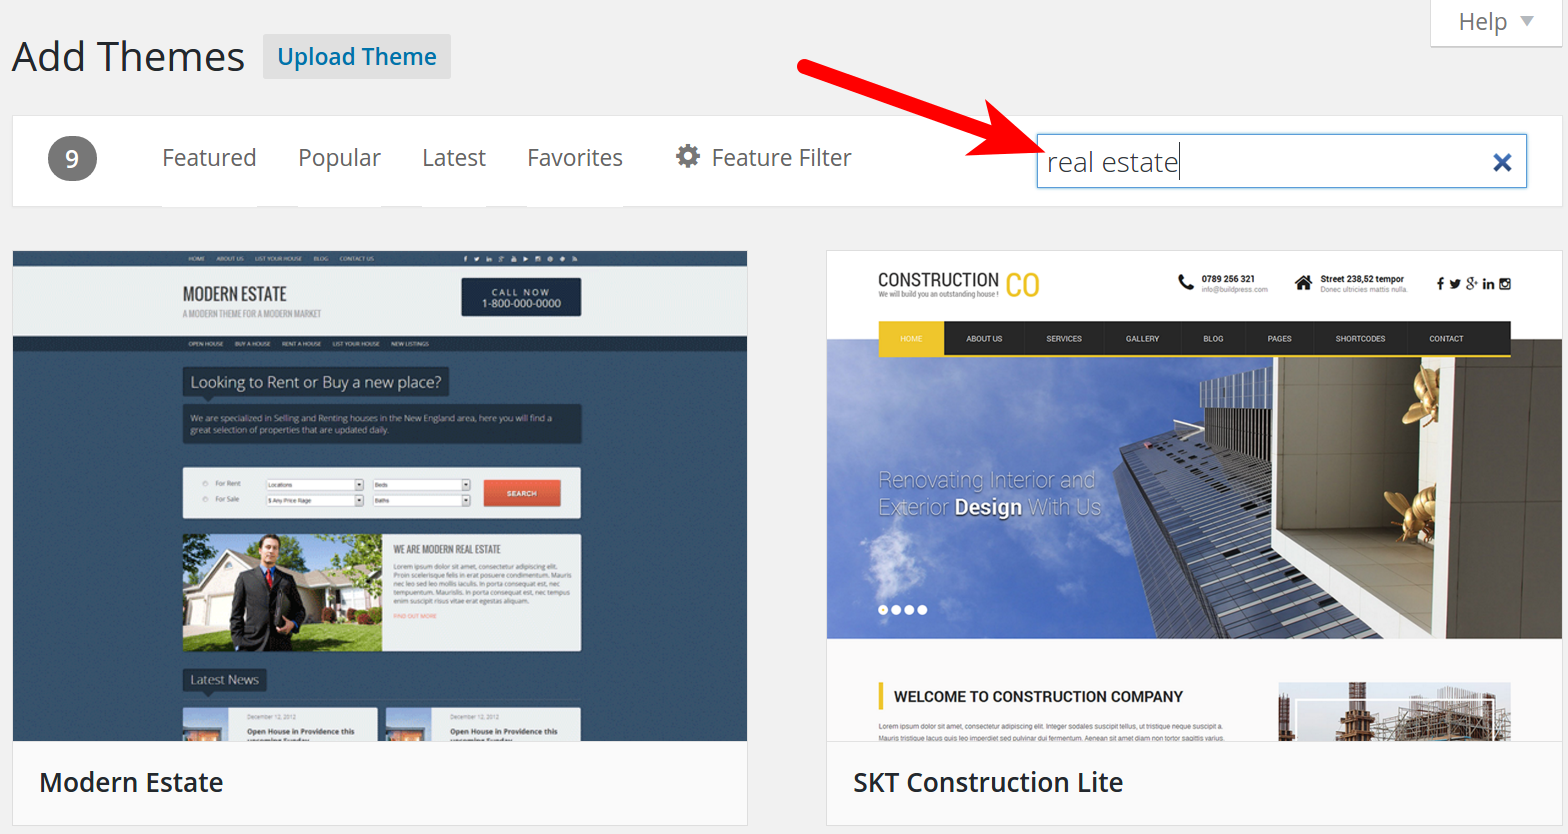 Help
Add Themes Upload Theme
9 Featured Popular Latest Favorites Feature Filter real estate
HOME ABOUT US LIST YOUR HOUSE BLOG CONTACT US
MODERN ESTATE
A MODERN THEME FOR A MODERN MARKET
CALL NOW
1-800-000-0000
OPEN HOUSE BUY A HOUSE RENT A HOUSE LIST YOUR HOUSE NEW LISTINGS
Looking to Rent or Buy a new place?
We are specialized in Selling and Renting houses in the New England area, here you will find a
great selection of properties that are updated daily.
For Rent Locations Beds
For Sale $ Any Price Rage Baths
SEARCH
WE ARE MODERN REAL ESTATE
Lorem ipsum dolor sit amet, consectetur adipiscing elit.
Proin scelerisque felis in erat posuere condimentum. Mauris
nec leo sed leo mollis iaculis. In porta consequat est, nec
tempuentum. Maurislis. In porta consequat est, nec tempus
enim suscipit risus vitae erat egestas aliquam.
FIND OUT MORE
Latest News
December 12, 2012
Open House in Providence this
upcoming Sunday
December 12, 2012
Open House in Providence this
upcoming Sunday
Modern Estate
CONSTRUCTION CO
We will build you an outstanding house !
0789 256 321
info@buildpress.com
Street 238,52 tempor
Donec ultricies mattis nulla.
HOME ABOUT US SERVICES GALLERY BLOG PAGES SHORTCODES CONTACT
Renovating Interior and
Exterior Design With Us
WELCOME TO CONSTRUCTION COMPANY
Lorem ipsum dolor sit amet, consectetur adipiscing elit. Integer sodales suscipit tellus, ut tristique neque suscipit a.
Mauris tristique lacus quis leo imperdiet sed pulvinar dui fermentum. Aenean sit amet diam non tortor sagittis varius.
SKT Construction Lite